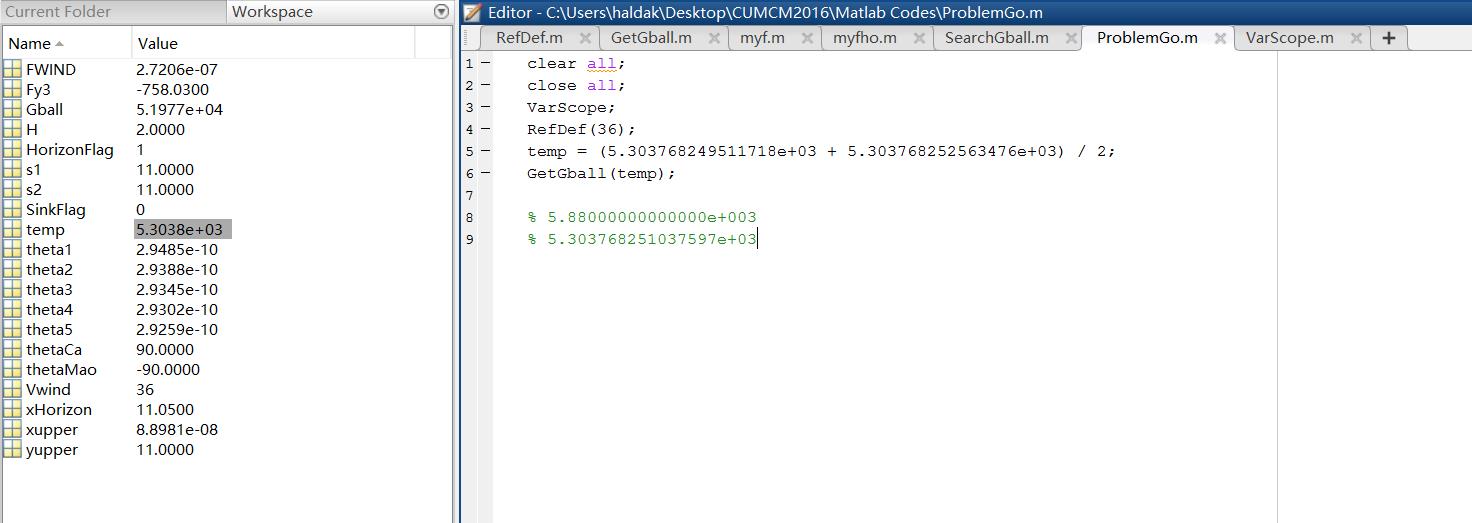 Current Folder
Workspace
Name Value
FWIND 2.7206e-07
Fy3 -758.0300
Gball 5.1977e+04
H 2.0000
HorizonFlag 1
s1 11.0000
s2 11.0000
SinkFlag 0
temp 5.3038e+03
theta1 2.9485e-10
theta2 2.9388e-10
theta3 2.9345e-10
theta4 2.9302e-10
theta5 2.9259e-10
thetaCa 90.0000
thetaMao -90.0000
Vwind 36
xHorizon 11.0500
xupper 8.8981e-08
yupper 11.0000
Editor - C:\Users\haldak\Desktop\CUMCM2016\Matlab Codes\ProblemGo.m
RefDef.m GetGball.m myf.m myfho.m SearchGball.m ProblemGo.m VarScope.m +
1 – clear all;
2 – close all;
3 – VarScope;
4 – RefDef(36);
5 – temp = (5.303768249511718e+03 + 5.303768252563476e+03) / 2;
6 – GetGball(temp);
7
8 % 5.88000000000000e+003
9 % 5.303768251037597e+03